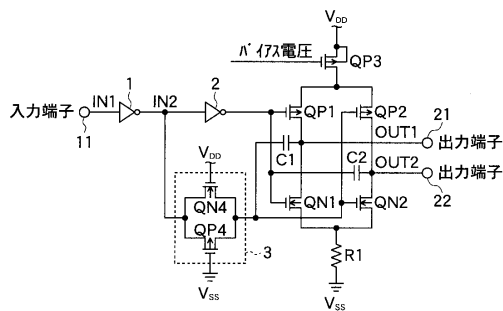 VDD
バイアス電圧
QP3
入力端子
IN1
1
IN2
2
11
QP1
QP2
OUT1
21
出力端子
C1
C2
OUT2
出力端子
22
VDD
QN4
QP4
3
QN1
QN2
R1
VSS
VSS